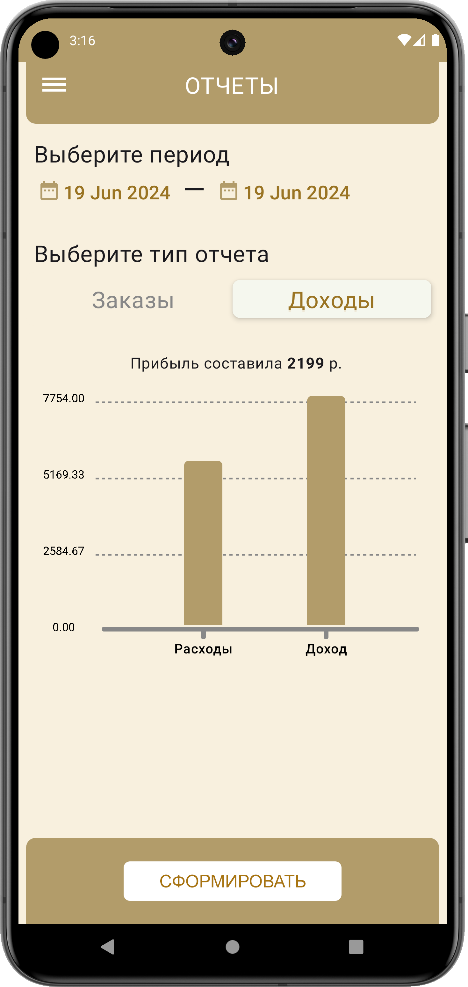 3:16
ОТЧЕТЫ
Выберите период
19 Jun 2024 — 19 Jun 2024
Выберите тип отчета
Заказы Доходы
Прибыль составила 2199 р.
7754.00
5169.33
2584.67
0.00
Расходы Доход
СФОРМИРОВАТЬ